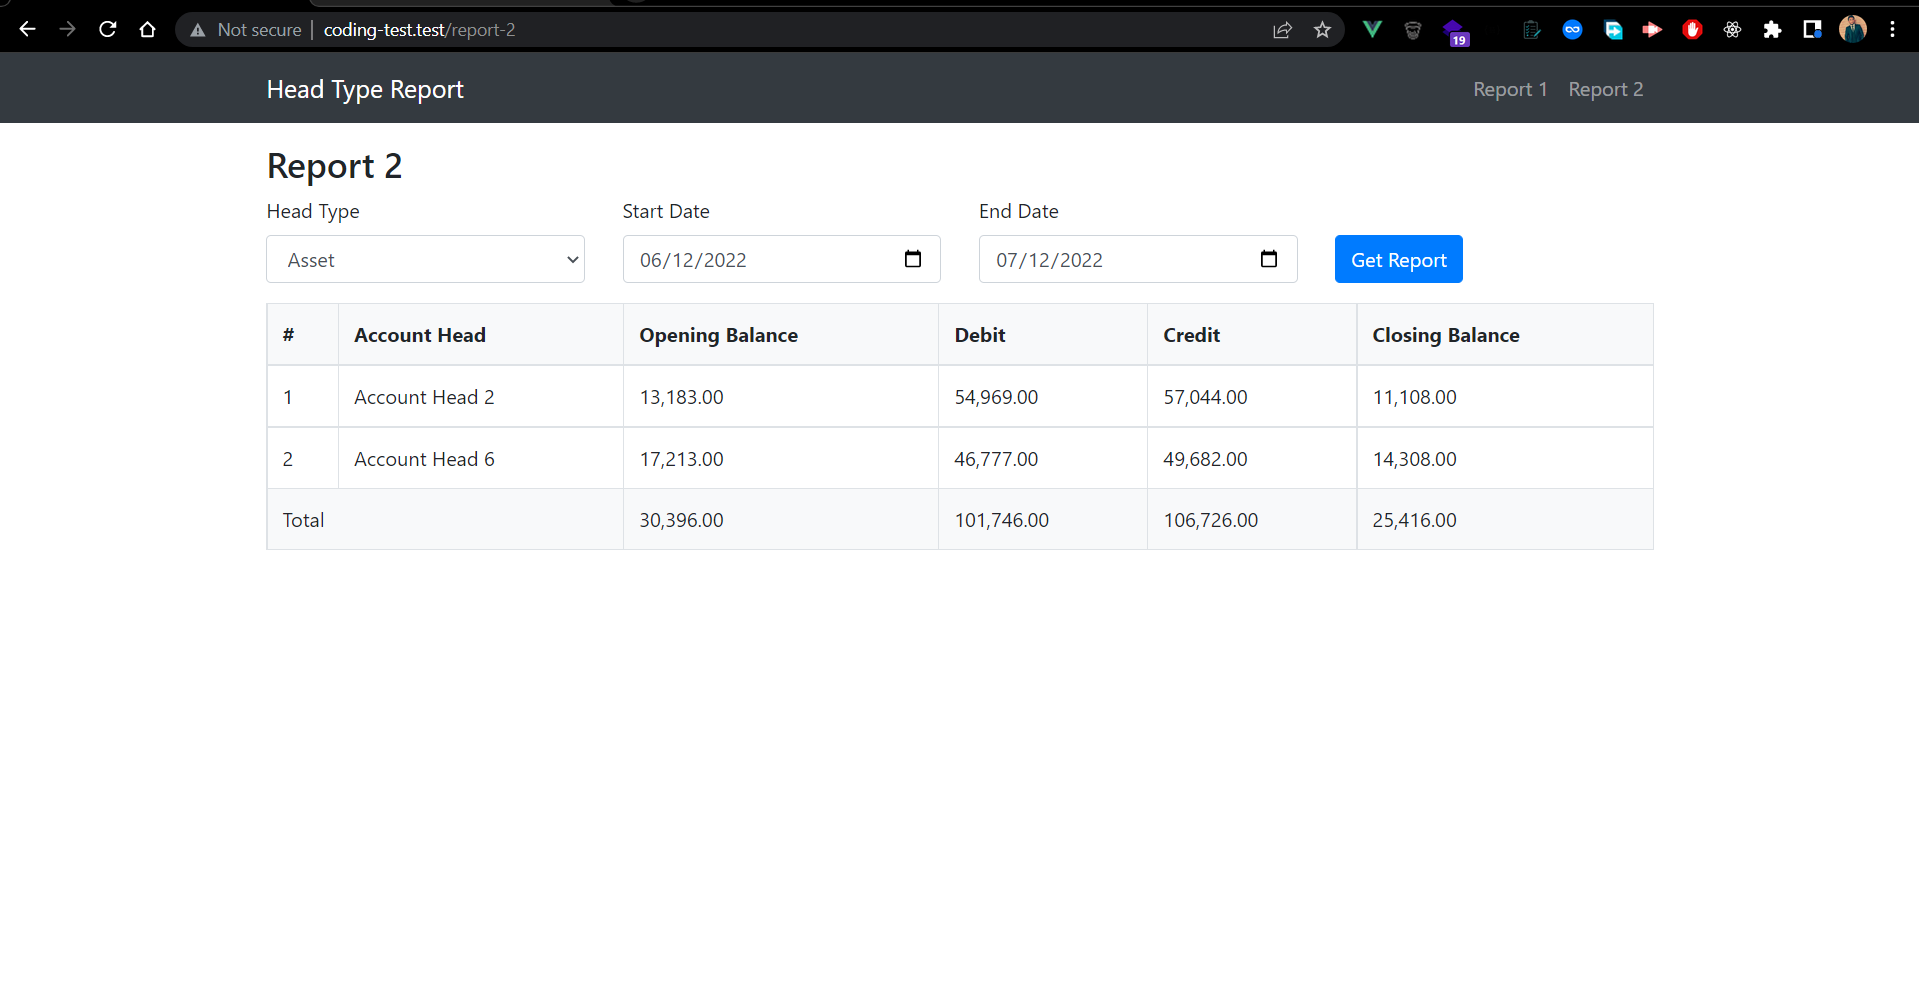 Not secure | coding-test.test/report-2
19
Head Type Report Report 1 Report 2
Report 2
Head Type Start Date End Date
Asset 06/12/2022 07/12/2022 Get Report
# Account Head Opening Balance Debit Credit Closing Balance
1 Account Head 2 13,183.00 54,969.00 57,044.00 11,108.00
2 Account Head 6 17,213.00 46,777.00 49,682.00 14,308.00
Total 30,396.00 101,746.00 106,726.00 25,416.00